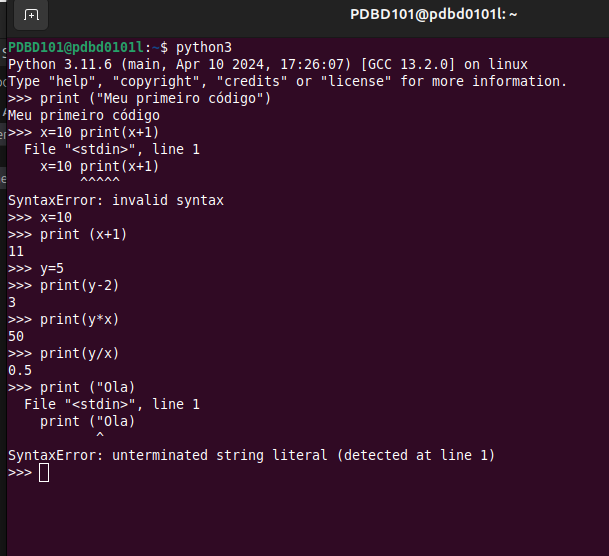 PDBD101@pdbd0101l: ~
PDBD101@pdbd0101l:~$ python3
Python 3.11.6 (main, Apr 10 2024, 17:26:07) [GCC 13.2.0] on linux
Type "help", "copyright", "credits" or "license" for more information.
>>> print ("Meu primeiro código")
Meu primeiro código
>>> x=10 print(x+1)
  File "<stdin>", line 1
    x=10 print(x+1)
         ^^^^^
SyntaxError: invalid syntax
>>> x=10
>>> print (x+1)
11
>>> y=5
>>> print(y-2)
3
>>> print(y*x)
50
>>> print(y/x)
0.5
>>> print ("Ola)
  File "<stdin>", line 1
    print ("Ola)
           ^
SyntaxError: unterminated string literal (detected at line 1)
>>>